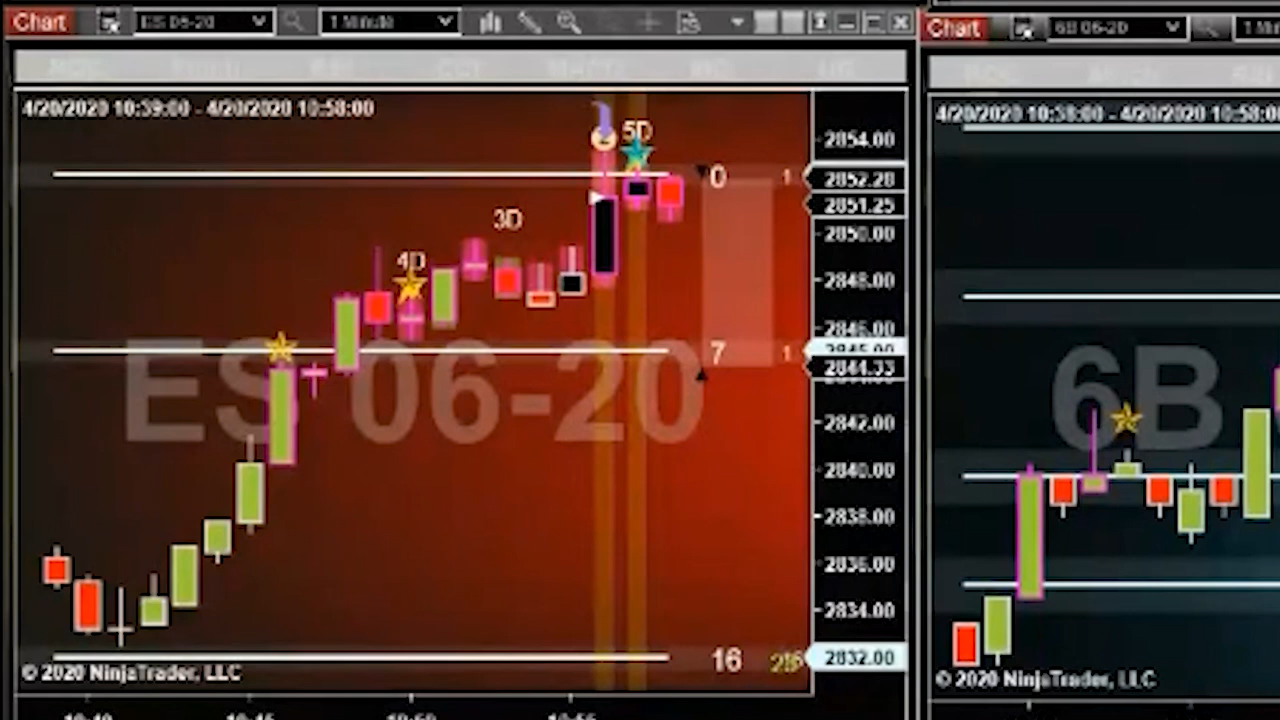 Chart
ES 06-20
1 Minute
Chart
6B 06-20
4/20/2020 10:39:00 - 4/20/2020 10:58:00
4/20/2020 10:38:00 - 4/20/2020 10:58:0
5D
4D
3D
0
1
7
1
16
2854.00
2852.28
2851.25
2850.00
2848.00
2846.00
2845.00
2844.33
2842.00
2840.00
2838.00
2836.00
2834.00
2832.00
ES 06-20
6B
© 2020 NinjaTrader, LLC
© 2020 NinjaTrader, LLC